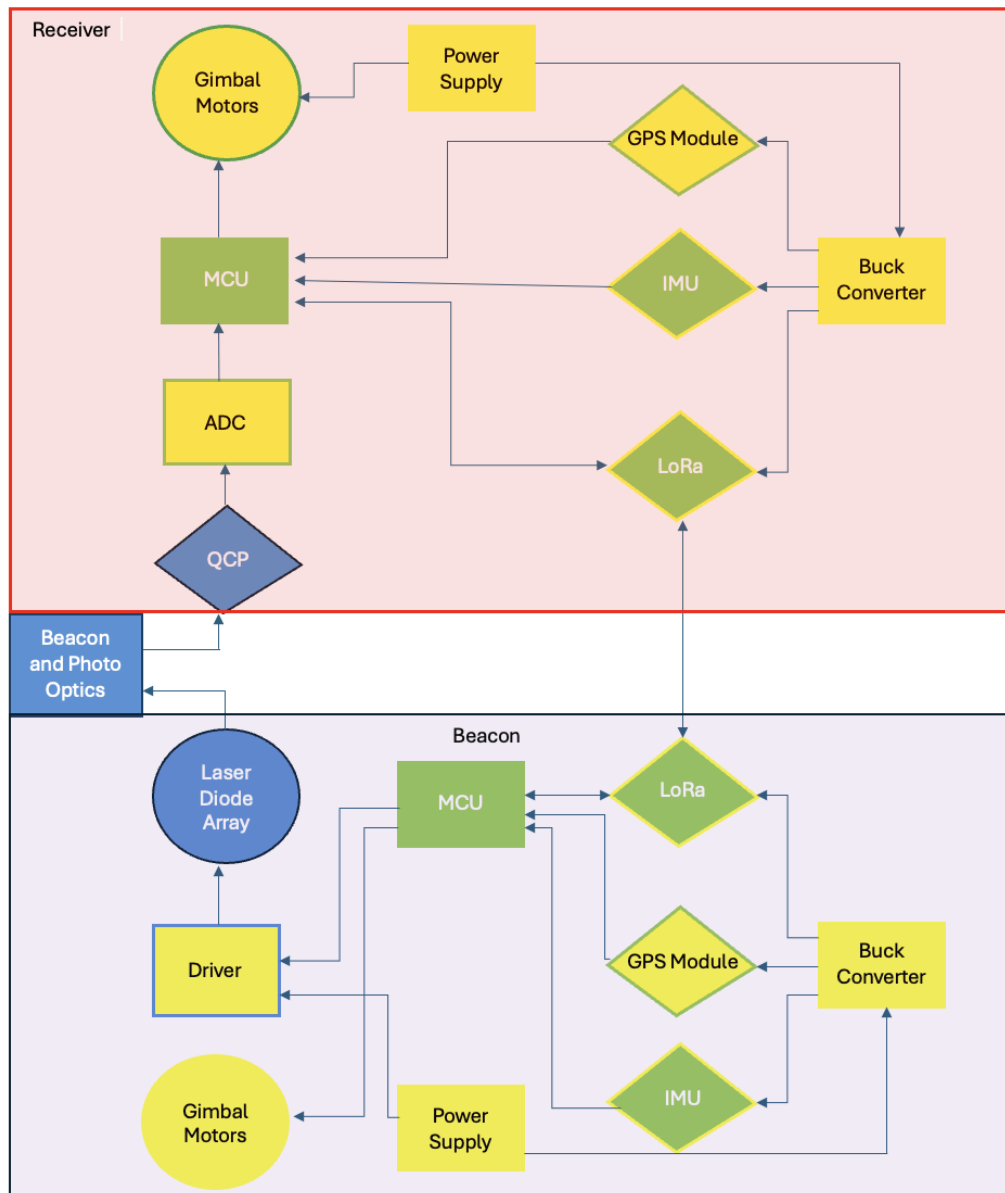 Receiver
Gimbal
Motors
Power
Supply
GPS Module
MCU
IMU
Buck
Converter
ADC
LoRa
QCP
Beacon
and Photo
Optics
Beacon
Laser
Diode
Array
MCU
LoRa
Driver
GPS Module
Buck
Converter
Gimbal
Motors
Power
Supply
IMU